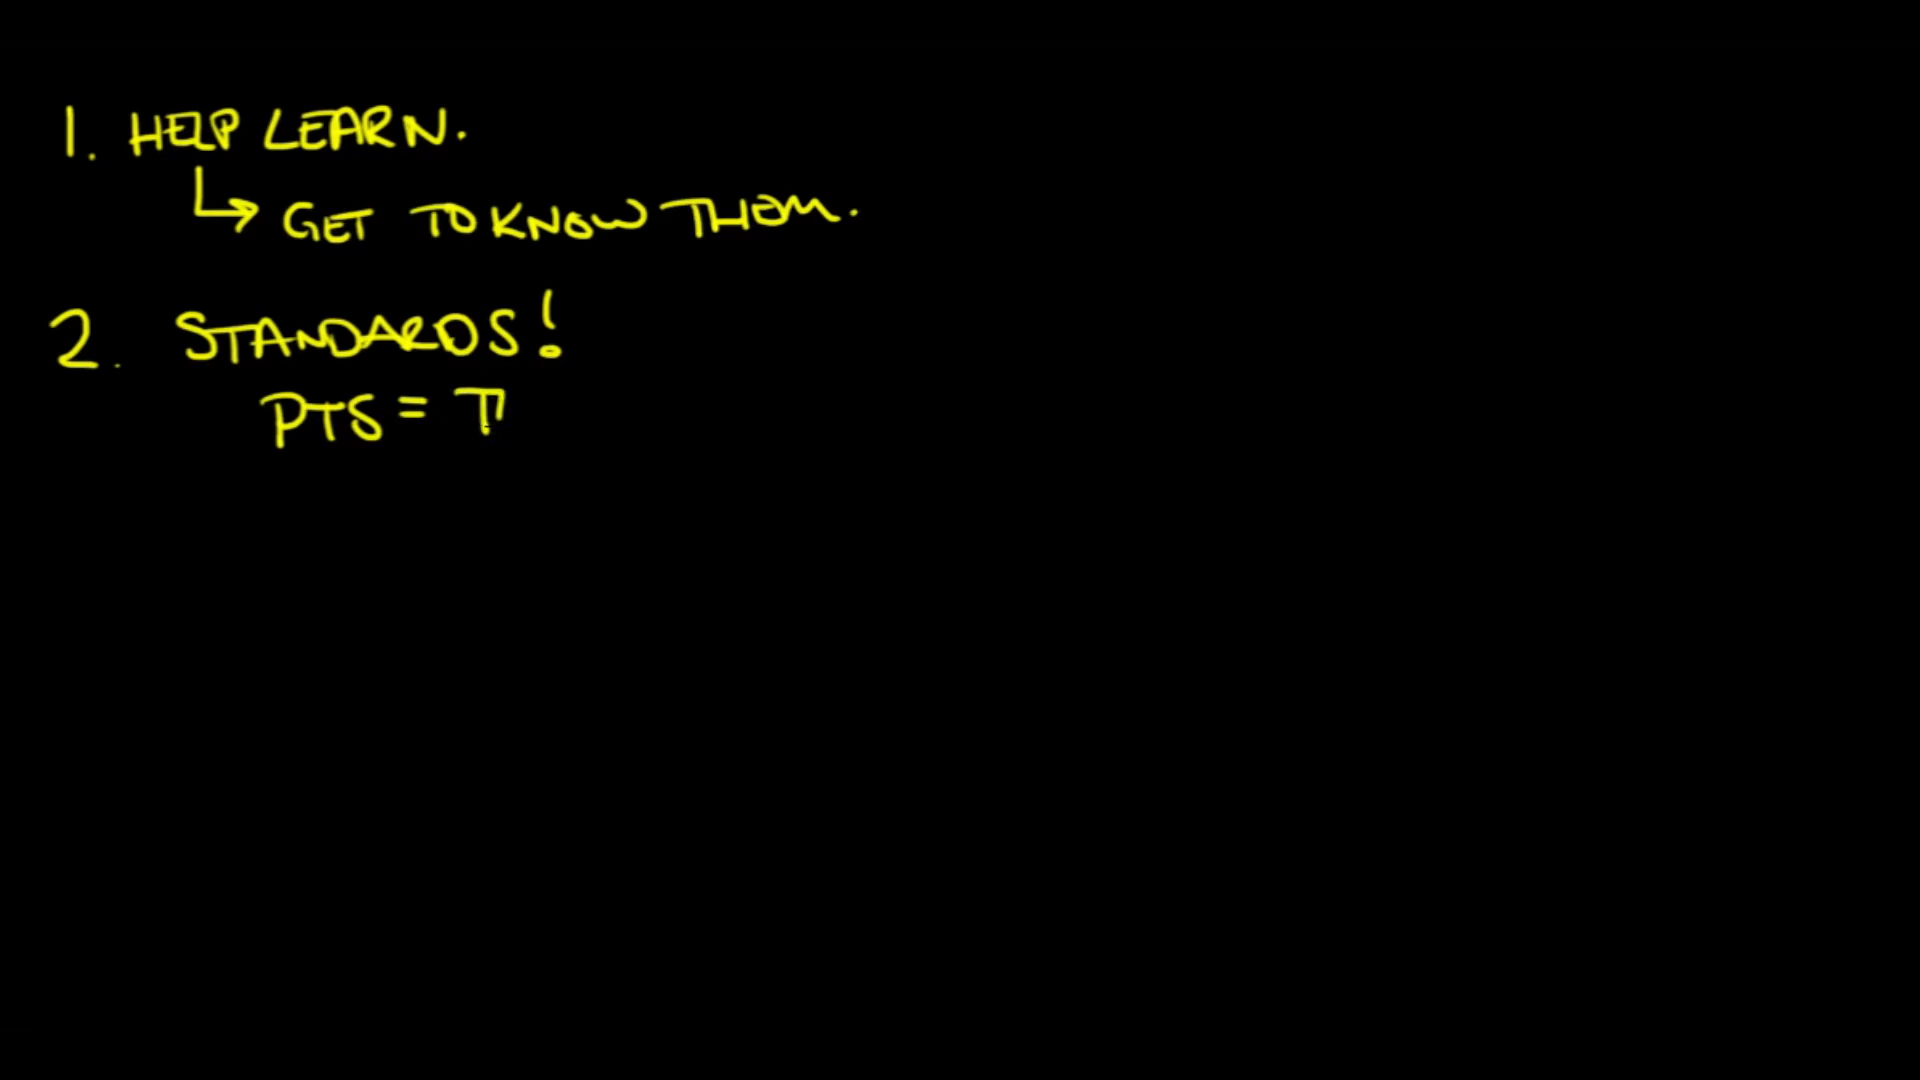 1. HELP LEARN.
↳ GET TO KNOW THEM.
2. STANDARDS!
PTS = T